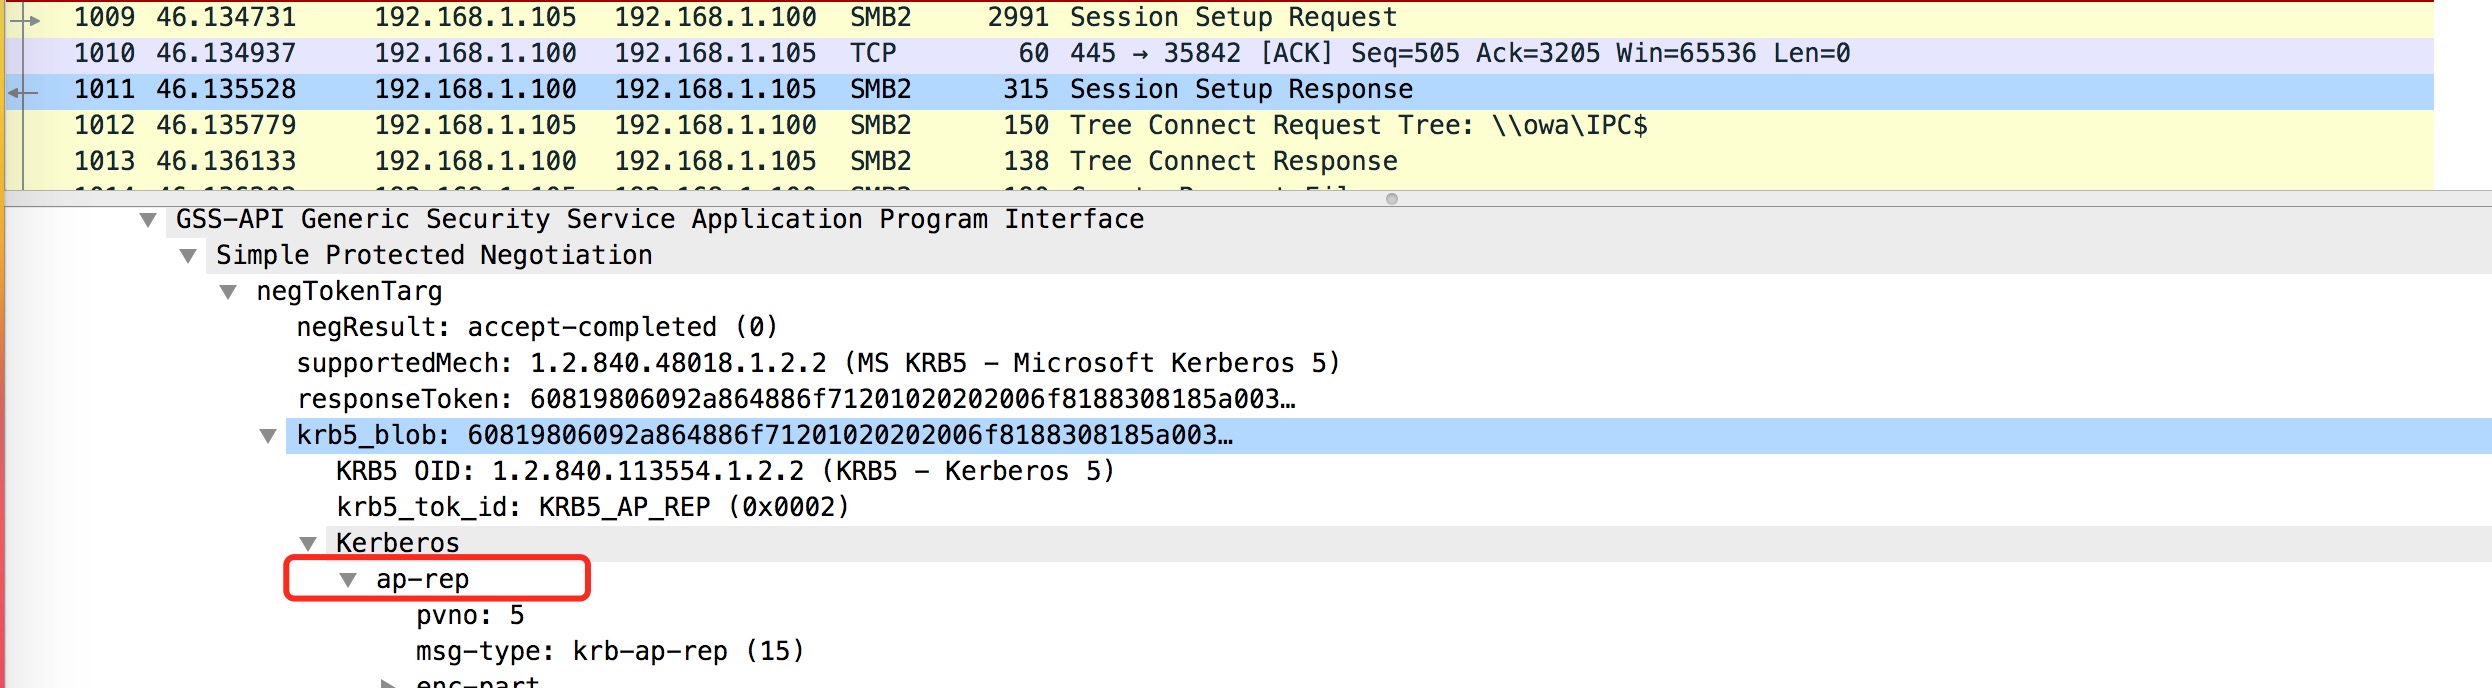 1009 46.134731 192.168.1.105 192.168.1.100 SMB2 2991 Session Setup Request
1010 46.134937 192.168.1.100 192.168.1.105 TCP 60 445 → 35842 [ACK] Seq=505 Ack=3205 Win=65536 Len=0
1011 46.135528 192.168.1.100 192.168.1.105 SMB2 315 Session Setup Response
1012 46.135779 192.168.1.105 192.168.1.100 SMB2 150 Tree Connect Request Tree: \\owa\IPC$
1013 46.136133 192.168.1.100 192.168.1.105 SMB2 138 Tree Connect Response
GSS-API Generic Security Service Application Program Interface
Simple Protected Negotiation
negTokenTarg
negResult: accept-completed (0)
supportedMech: 1.2.840.48018.1.2.2 (MS KRB5 - Microsoft Kerberos 5)
responseToken: 60819806092a864886f71201020202006f8188308185a003…
krb5_blob: 60819806092a864886f71201020202006f8188308185a003…
KRB5 OID: 1.2.840.113554.1.2.2 (KRB5 - Kerberos 5)
krb5_tok_id: KRB5_AP_REP (0x0002)
Kerberos
ap-rep
pvno: 5
msg-type: krb-ap-rep (15)
enc-part